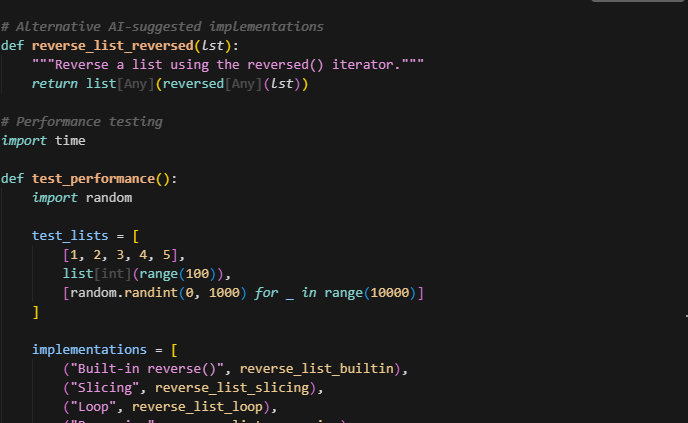 # Alternative AI-suggested implementations
def reverse_list_reversed(lst):
    """Reverse a list using the reversed() iterator."""
    return list[Any](reversed[Any](lst))
# Performance testing
import time
def test_performance():
    import random
    test_lists = [
        [1, 2, 3, 4, 5],
        list[int](range(100)),
        [random.randint(0, 1000) for _ in range(10000)]
    ]
    implementations = [
        ("Built-in reverse()", reverse_list_builtin),
        ("Slicing", reverse_list_slicing),
        ("Loop", reverse_list_loop),